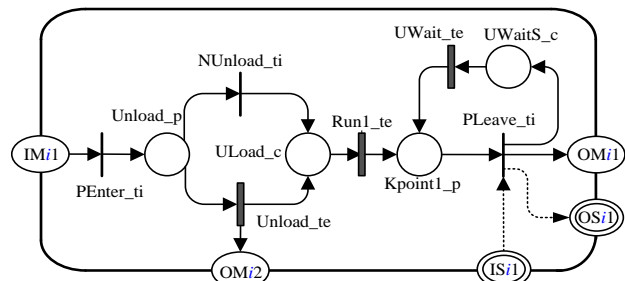 UWait_te
UWaitS_c
NUnload_ti
Unload_p
Run1_te
PLeave_ti
IMi1
ULoad_c
OMi1
PEnter_ti
Kpoint1_p
Unload_te
OSi1
OMi2
ISi1